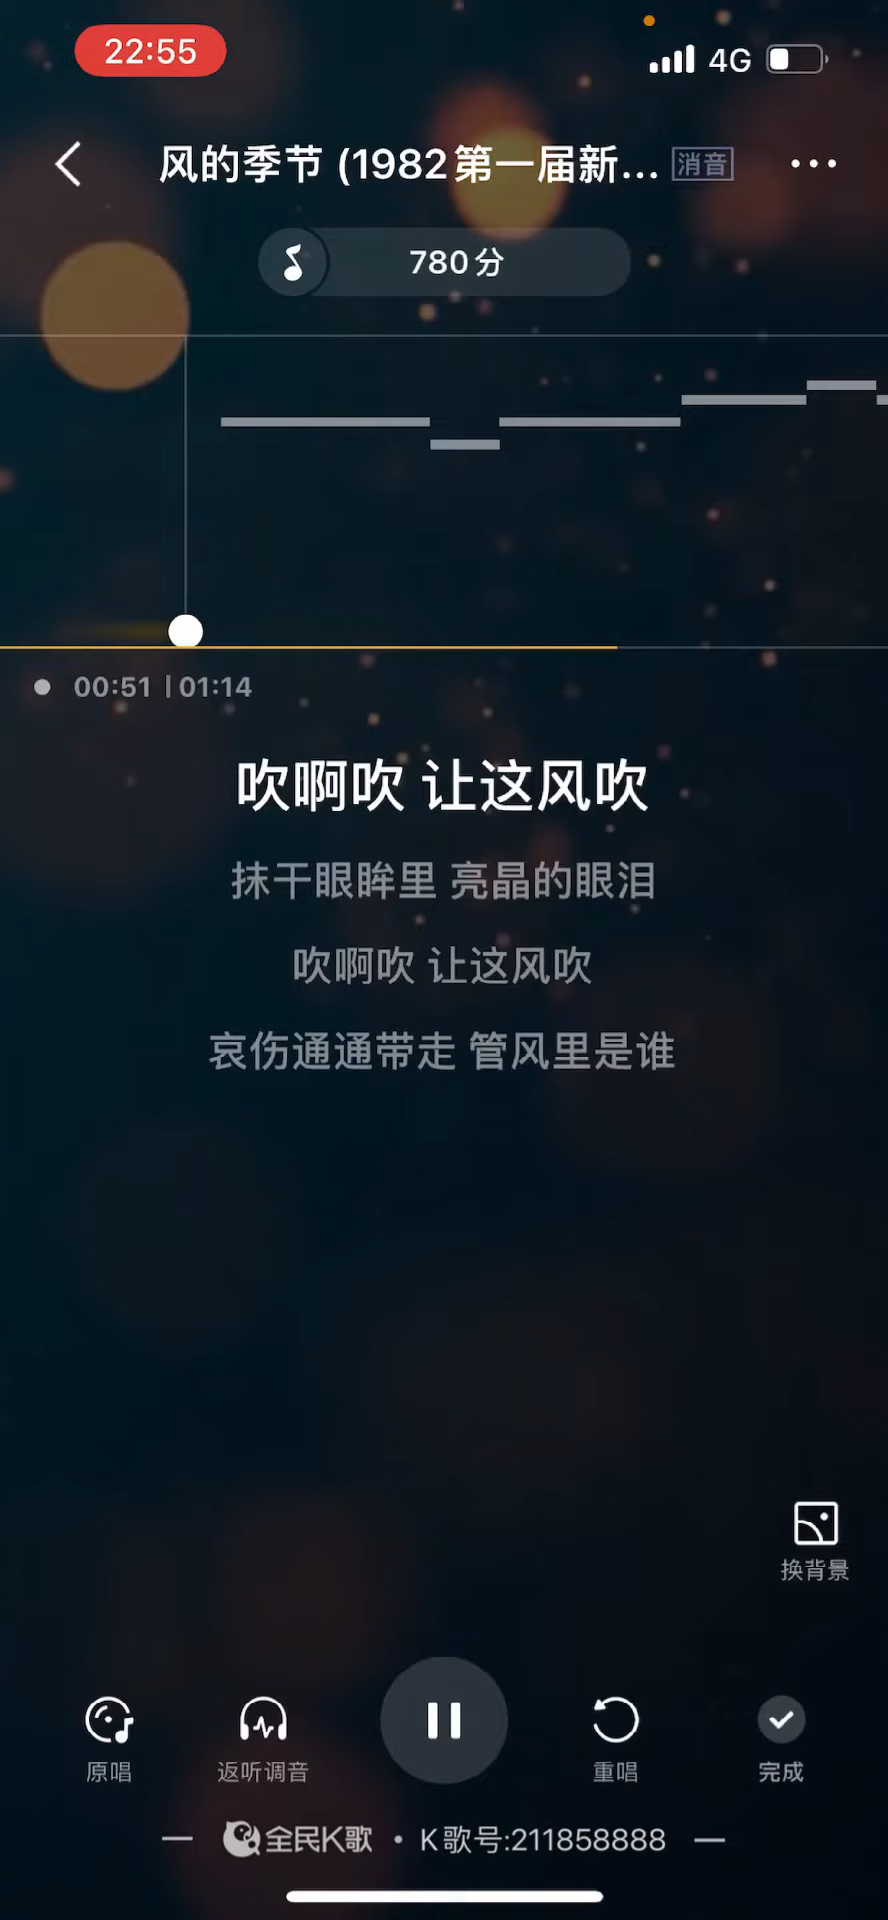 22:55
4G
风的季节 (1982第一届新... 消音
780分
00:51 | 01:14
吹啊吹 让这风吹
抹干眼眸里 亮晶的眼泪
吹啊吹 让这风吹
哀伤通通带走 管风里是谁
换背景
原唱 返听调音 重唱 完成
全民K歌 • K歌号:211858888